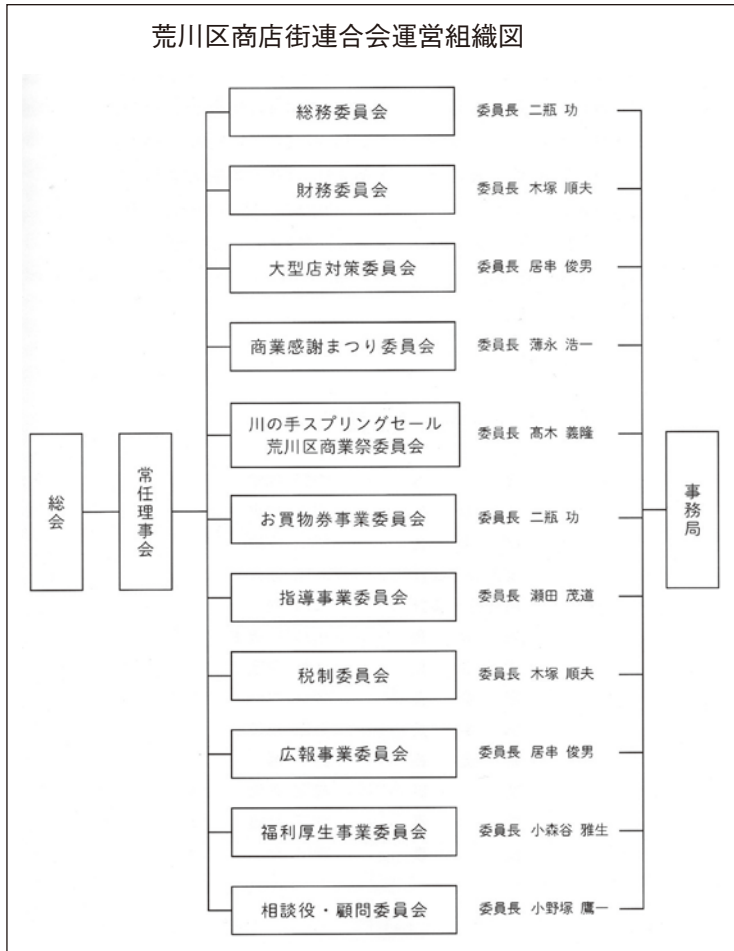 荒川区商店街連合会運営組織図
総会
常任理事会
総務委員会 委員長 二瓶 功
財務委員会 委員長 木塚 順夫
大型店対策委員会 委員長 居串 俊男
商業感謝まつり委員会 委員長 薄永 浩一
川の手スプリングセール
荒川区商業祭委員会 委員長 髙木 義隆
お買物券事業委員会 委員長 二瓶 功
指導事業委員会 委員長 瀬田 茂道
税制委員会 委員長 木塚 順夫
広報事業委員会 委員長 居串 俊男
福利厚生事業委員会 委員長 小森谷 雅生
相談役・顧問委員会 委員長 小野塚 鷹一
事務局